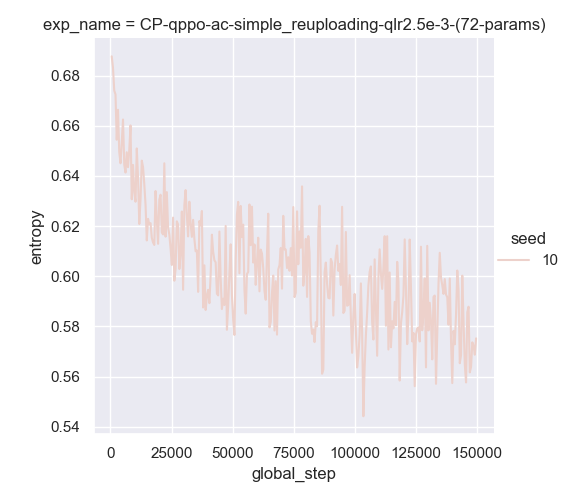 exp_name = CP-qppo-ac-simple_reuploading-qlr2.5e-3-(72-params)
0.68
0.66
0.64
0.62
0.60
0.58
0.56
0.54
entropy
0 25000 50000 75000 100000 125000 150000
global_step
seed
10